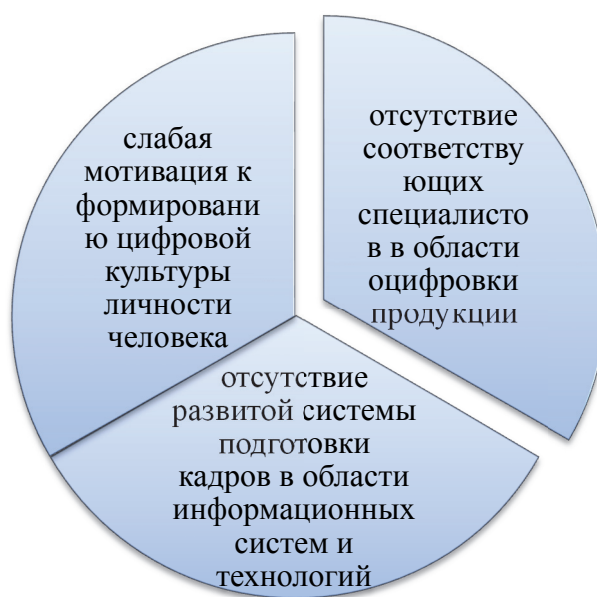 слабая
мотивация к
формировани
ю цифровой
культуры
личности
человека
отсутствие
соответству
ющих
специалисто
в в области
оцифровки
продукции
отсутствие
развитой системы
подготовки
кадров в области
информационных
систем и
технологий